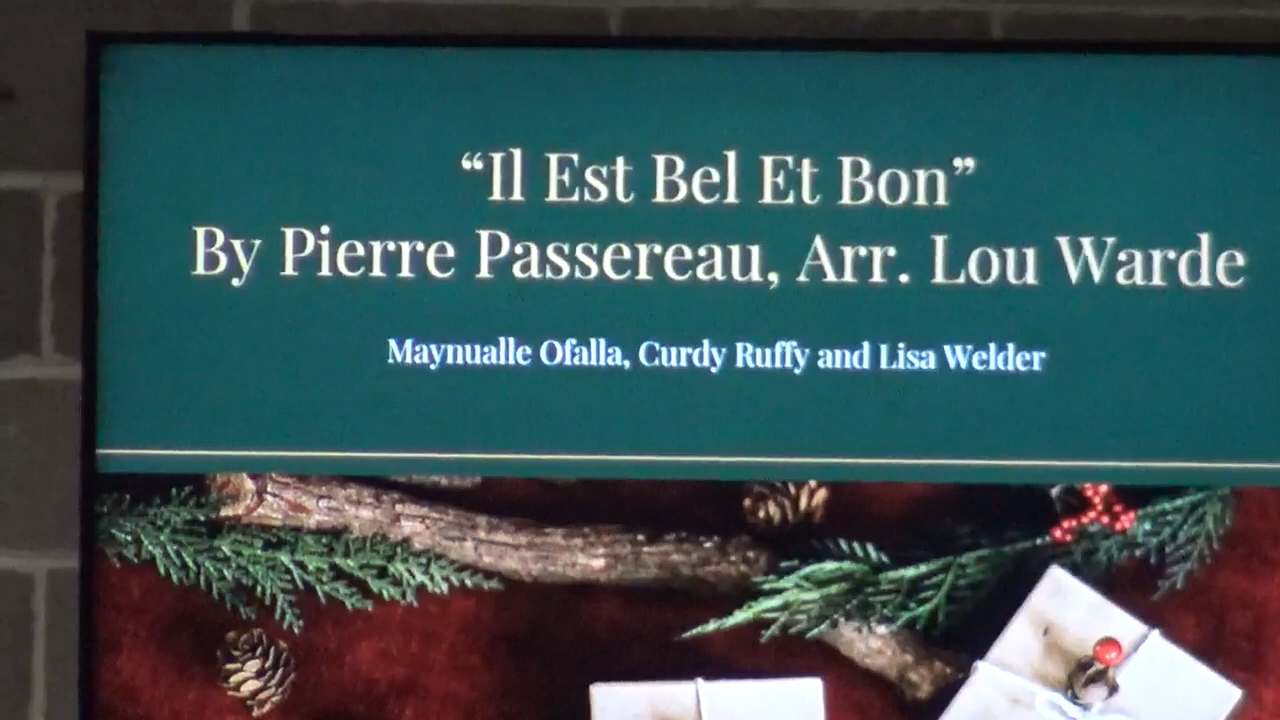 “Il Est Bel Et Bon”
By Pierre Passereau, Arr. Lou Warde
Maynualle Ofalla, Curdy Ruffy and Lisa Welder